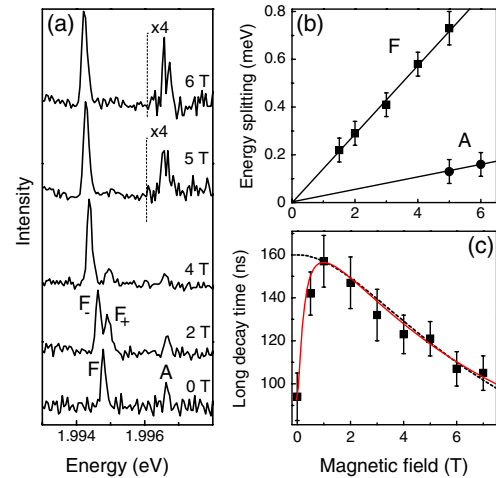 (a)
x4
6 T
x4
5 T
4 T
F-
F+
2 T
F
A
0 T
1.994
1.996
Energy (eV)
Intensity
(b)
0.8
0.6
0.4
0.2
0
Energy splitting (meV)
F
A
0
2
4
6
(c)
160
140
120
100
Long decay time (ns)
0
2
4
6
Magnetic field (T)